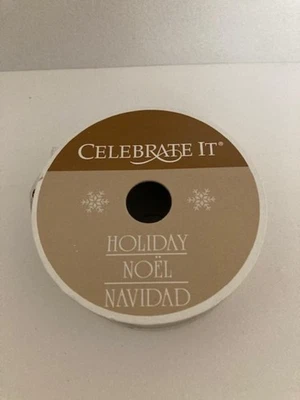 CELEBRATE IT®
HOLIDAY
NOËL
NAVIDAD